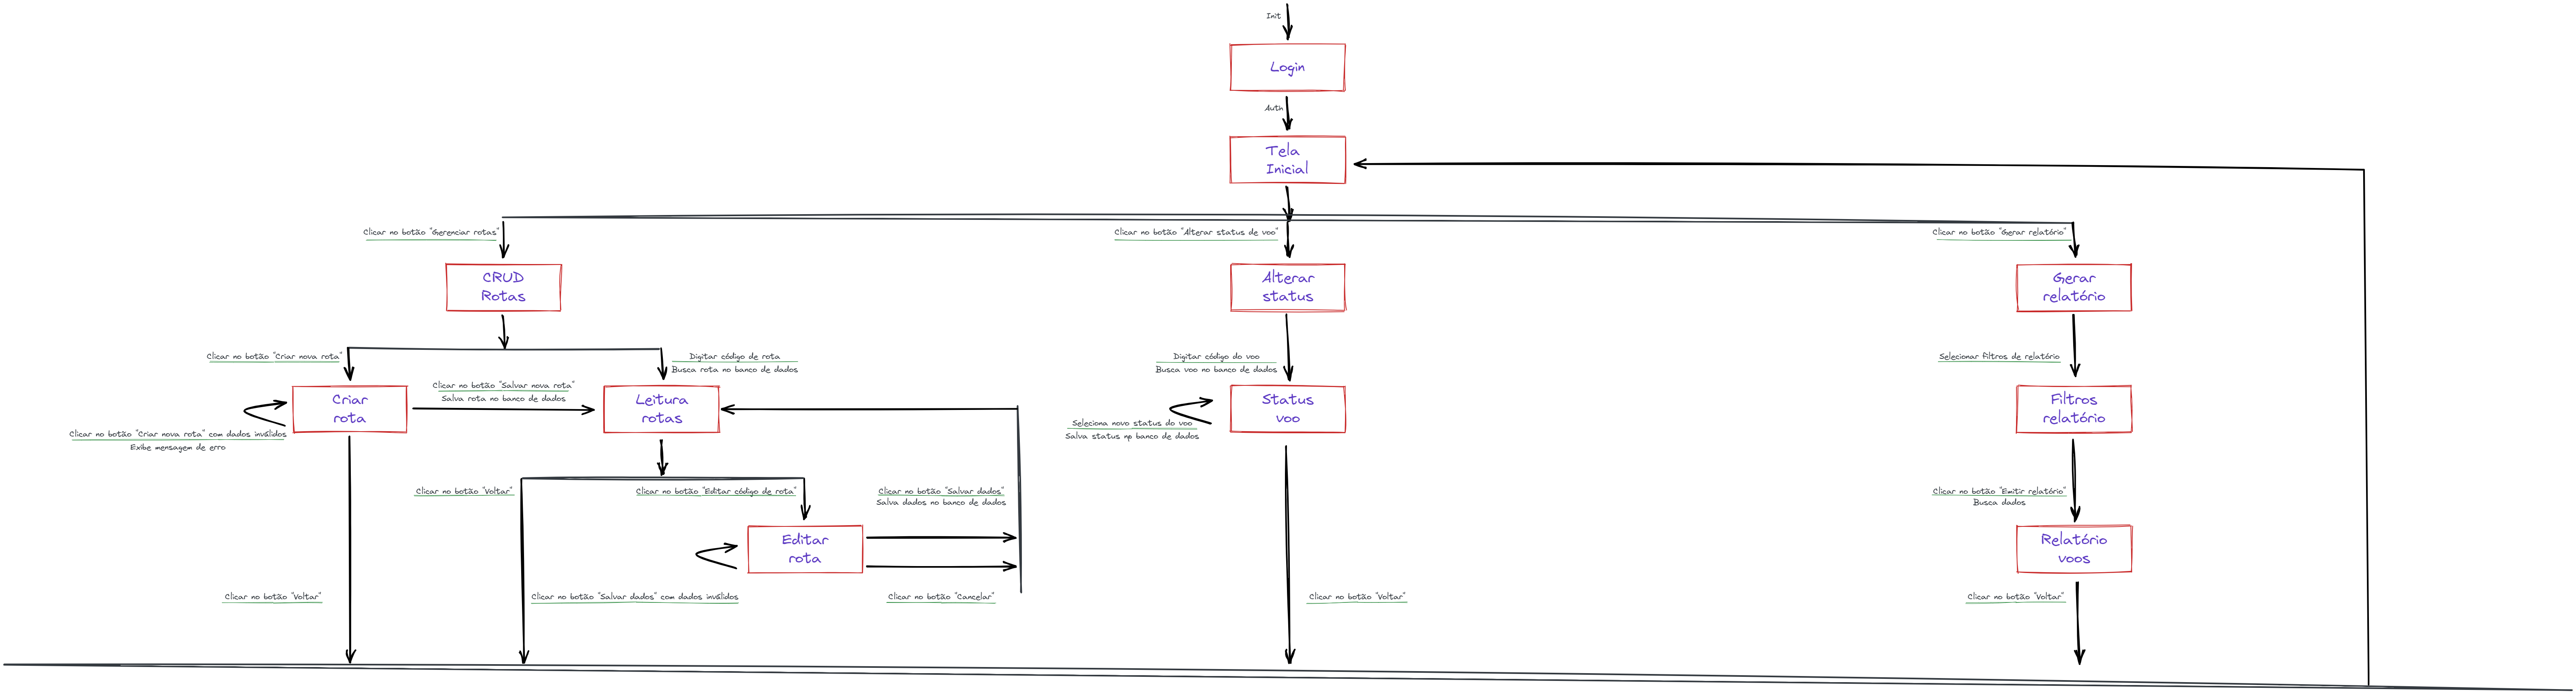 Init
Login
Auth
Tela
Inicial
Clicar no botão "Gerenciar rotas"
Clicar no botão "Alterar status de voo"
Clicar no botão "Gerar relatório"
CRUD
Rotas
Alterar
status
Gerar
relatório
Clicar no botão "Criar nova rota"
Digitar código de rota
Busca rota no banco de dados
Digitar código do voo
Busca voo no banco de dados
Selecionar filtros de relatório
Criar
rota
Clicar no botão "Salvar nova rota"
Salva rota no banco de dados
Leitura
rotas
Status
voo
Filtros
relatório
Clicar no botão "Criar nova rota" com dados inválidos
Exibe mensagem de erro
Seleciona novo status do voo
Salva status np banco de dados
Clicar no botão "Voltar"
Clicar no botão "Editar código de rota"
Clicar no botão "Salvar dados"
Salva dados no banco de dados
Clicar no botão "Emitir relatório"
Busca dados
Editar
rota
Relatório
voos
Clicar no botão "Voltar"
Clicar no botão "Salvar dados" com dados inválidos
Clicar no botão "Cancelar"
Clicar no botão "Voltar"
Clicar no botão "Voltar"